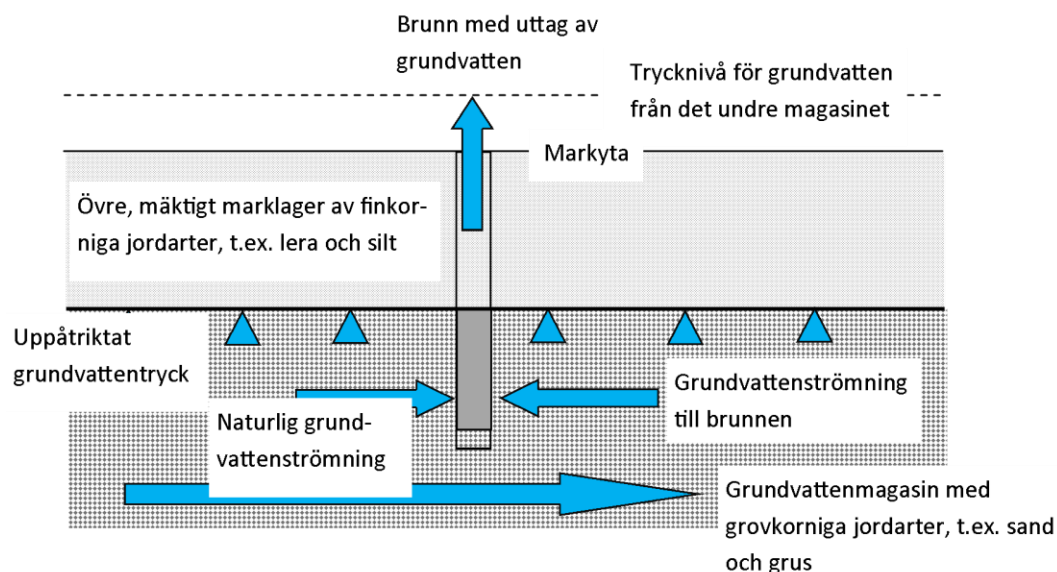 Brunn med uttag av
grundvatten
Trycknivå för grundvatten
från det undre magasinet
Markyta
Övre, mäktigt marklager av finkor-
niga jordarter, t.ex. lera och silt
Uppåtriktat
grundvattentryck
Grundvattenströmning
till brunnen
Naturlig grund-
vattenströmning
Grundvattenmagasin med
grovkorniga jordarter, t.ex. sand
och grus